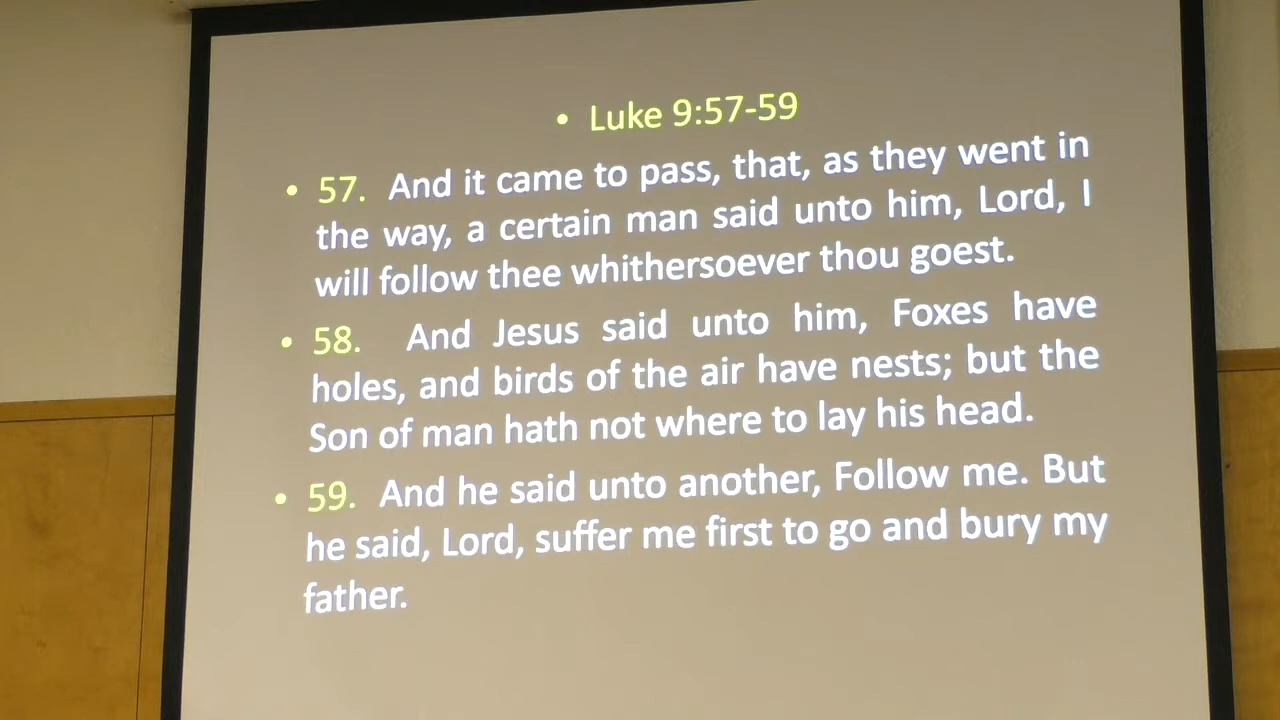 • Luke 9:57-59
• 57. And it came to pass, that, as they went in
the way, a certain man said unto him, Lord, I
will follow thee whithersoever thou goest.
• 58. And Jesus said unto him, Foxes have
holes, and birds of the air have nests; but the
Son of man hath not where to lay his head.
• 59. And he said unto another, Follow me. But
he said, Lord, suffer me first to go and bury my
father.